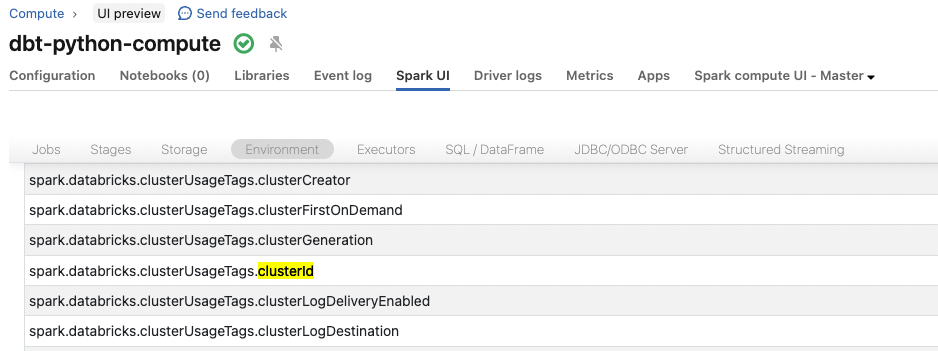 Compute › UI preview Send feedback
dbt-python-compute
Configuration Notebooks (0) Libraries Event log Spark UI Driver logs Metrics Apps Spark compute UI - Master
Jobs Stages Storage Environment Executors SQL / DataFrame JDBC/ODBC Server Structured Streaming
spark.databricks.clusterUsageTags.clusterCreator
spark.databricks.clusterUsageTags.clusterFirstOnDemand
spark.databricks.clusterUsageTags.clusterGeneration
spark.databricks.clusterUsageTags.clusterId
spark.databricks.clusterUsageTags.clusterLogDeliveryEnabled
spark.databricks.clusterUsageTags.clusterLogDestination